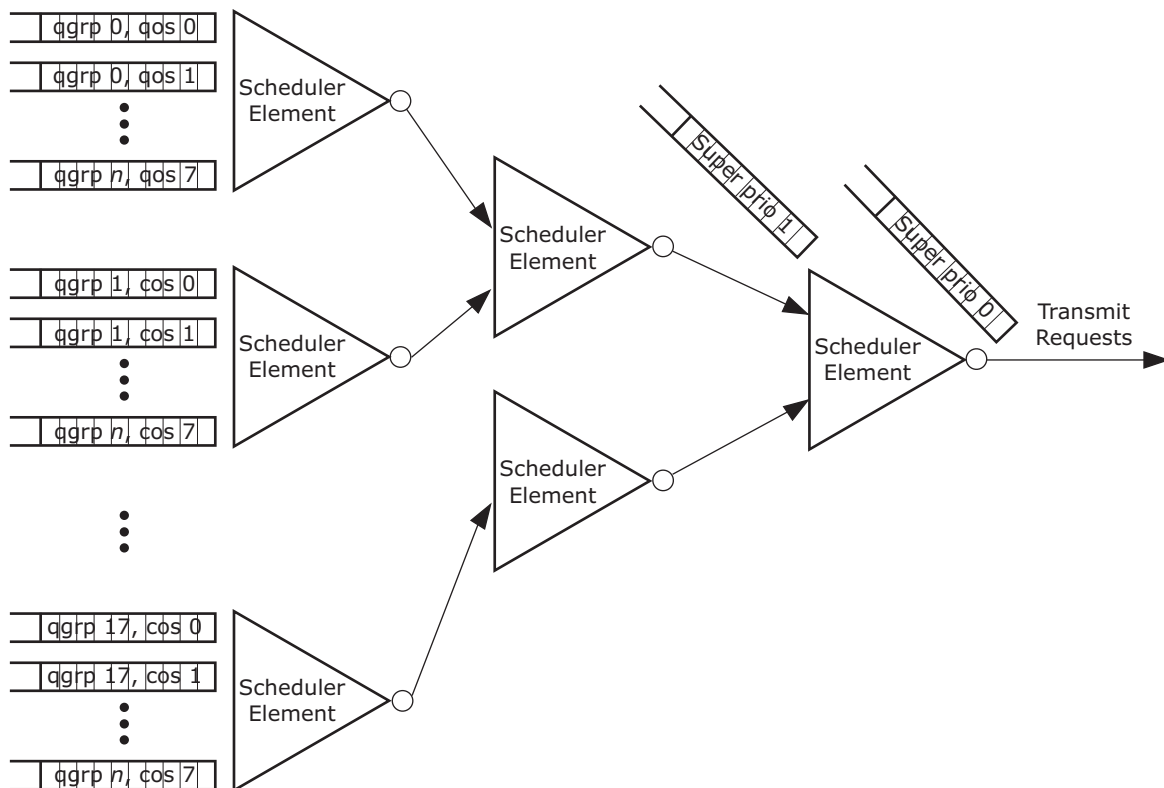 qgrp 0, qos 0
qgrp 0, qos 1
qgrp n, qos 7
Scheduler
Element
qgrp 1, cos 0
qgrp 1, cos 1
qgrp n, cos 7
Scheduler
Element
qgrp 17, cos 0
qgrp 17, cos 1
qgrp n, cos 7
Scheduler
Element
Scheduler
Element
Scheduler
Element
Super prio 1
Super prio 0
Scheduler
Element
Transmit
Requests